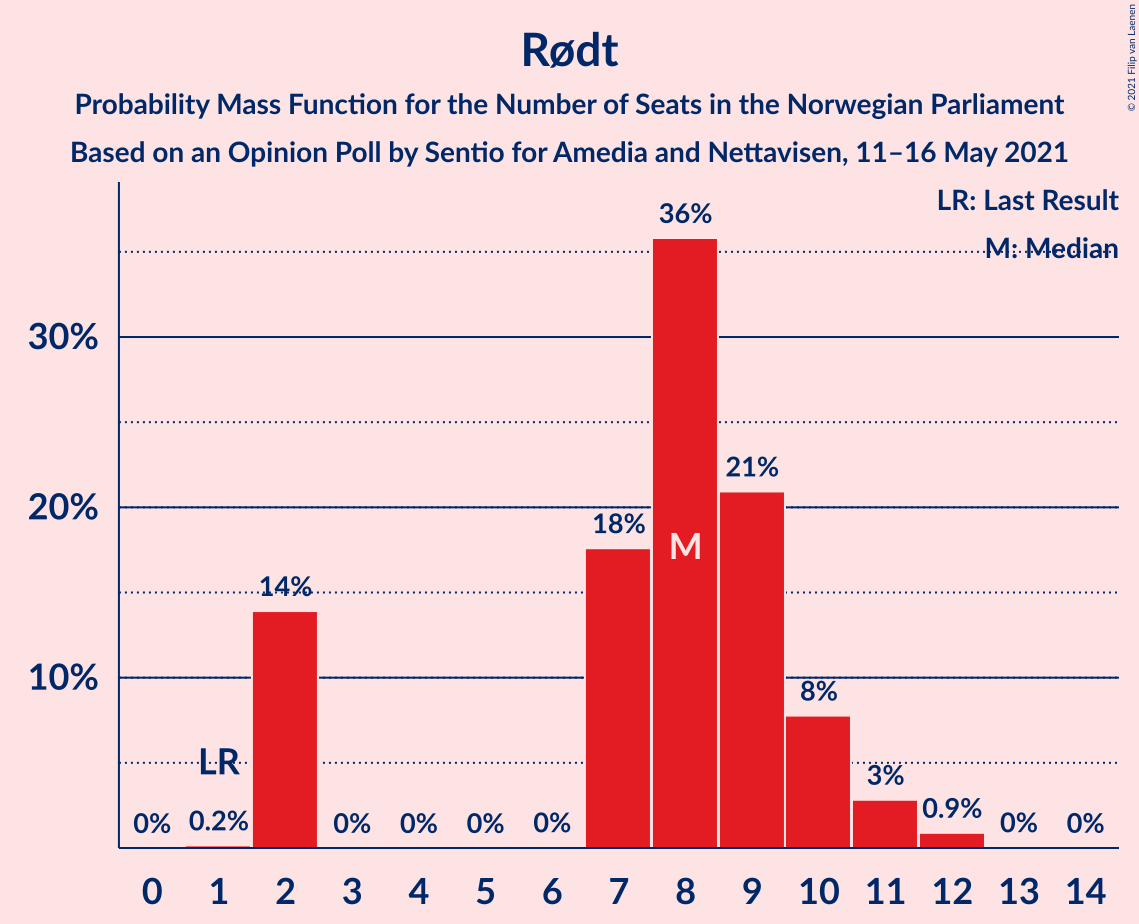 Rødt
Probability Mass Function for the Number of Seats in the Norwegian Parliament
Based on an Opinion Poll by Sentio for Amedia and Nettavisen, 11–16 May 2021
© 2021 Filip van Laenen
LR: Last Result
M: Median
30%
20%
10%
0%
0.2%
LR
14%
0%
0%
0%
0%
18%
36%
M
21%
8%
3%
0.9%
0%
0%
0 1 2 3 4 5 6 7 8 9 10 11 12 13 14